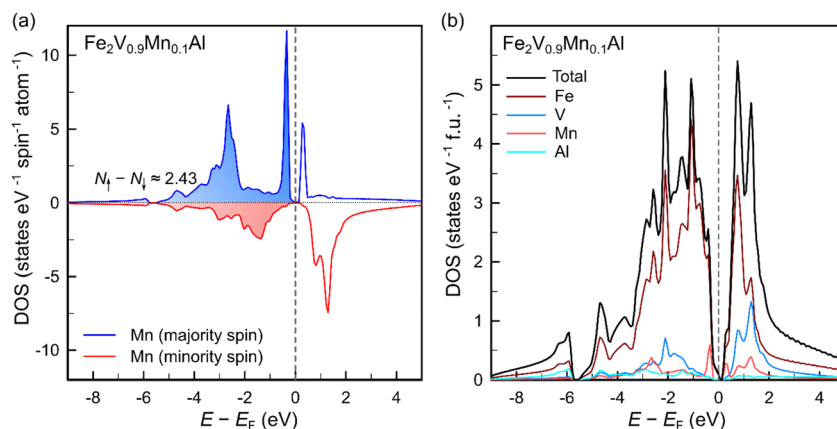 (a)
Fe₂V₀.₉Mn₀.₁Al
DOS (states eV⁻¹ spin⁻¹ atom⁻¹)
10
5
0
-5
-10
N↑ − N↓ ≈ 2.43
Mn (majority spin)
Mn (minority spin)
-8 -6 -4 -2 0 2 4
E − E_F (eV)
(b)
Fe₂V₀.₉Mn₀.₁Al
Total
Fe
V
Mn
Al
DOS (states eV⁻¹ f.u.⁻¹)
6
5
4
3
2
1
0
-8 -6 -4 -2 0 2 4
E − E_F (eV)